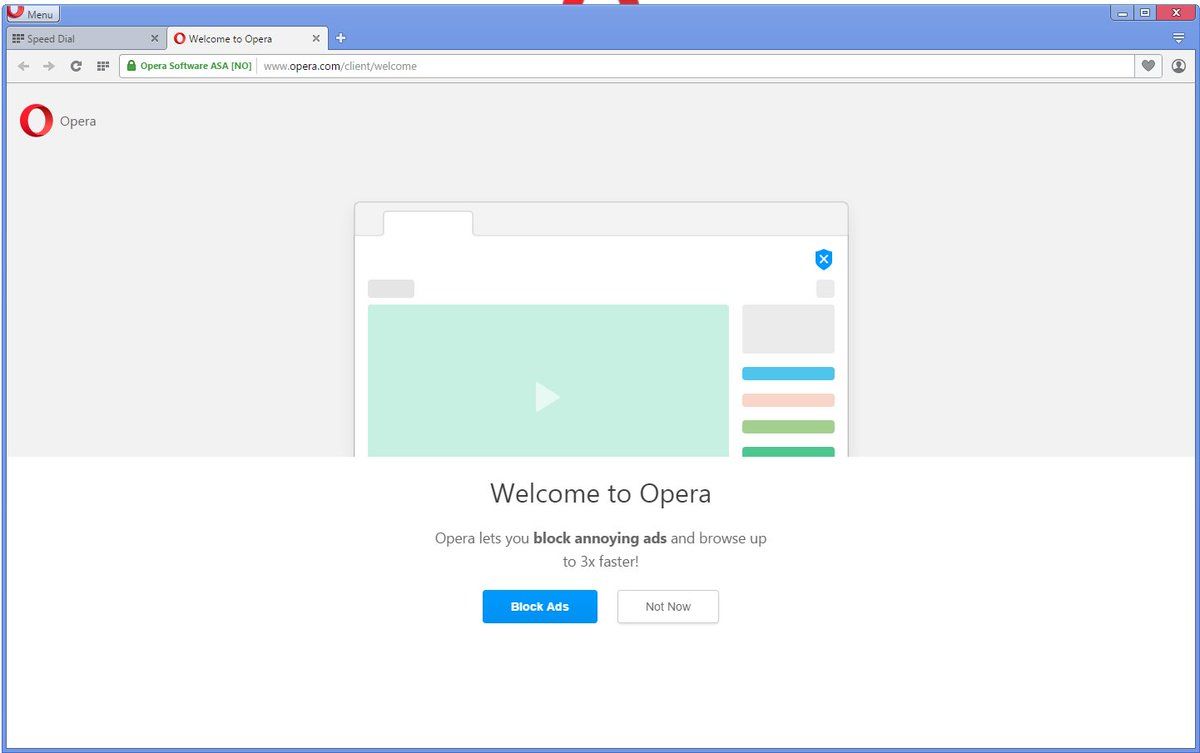 Menu
Speed Dial
Welcome to Opera
Opera Software ASA [NO]
www.opera.com/client/welcome
Opera
Welcome to Opera
Opera lets you block annoying ads and browse up
to 3x faster!
Block Ads
Not Now